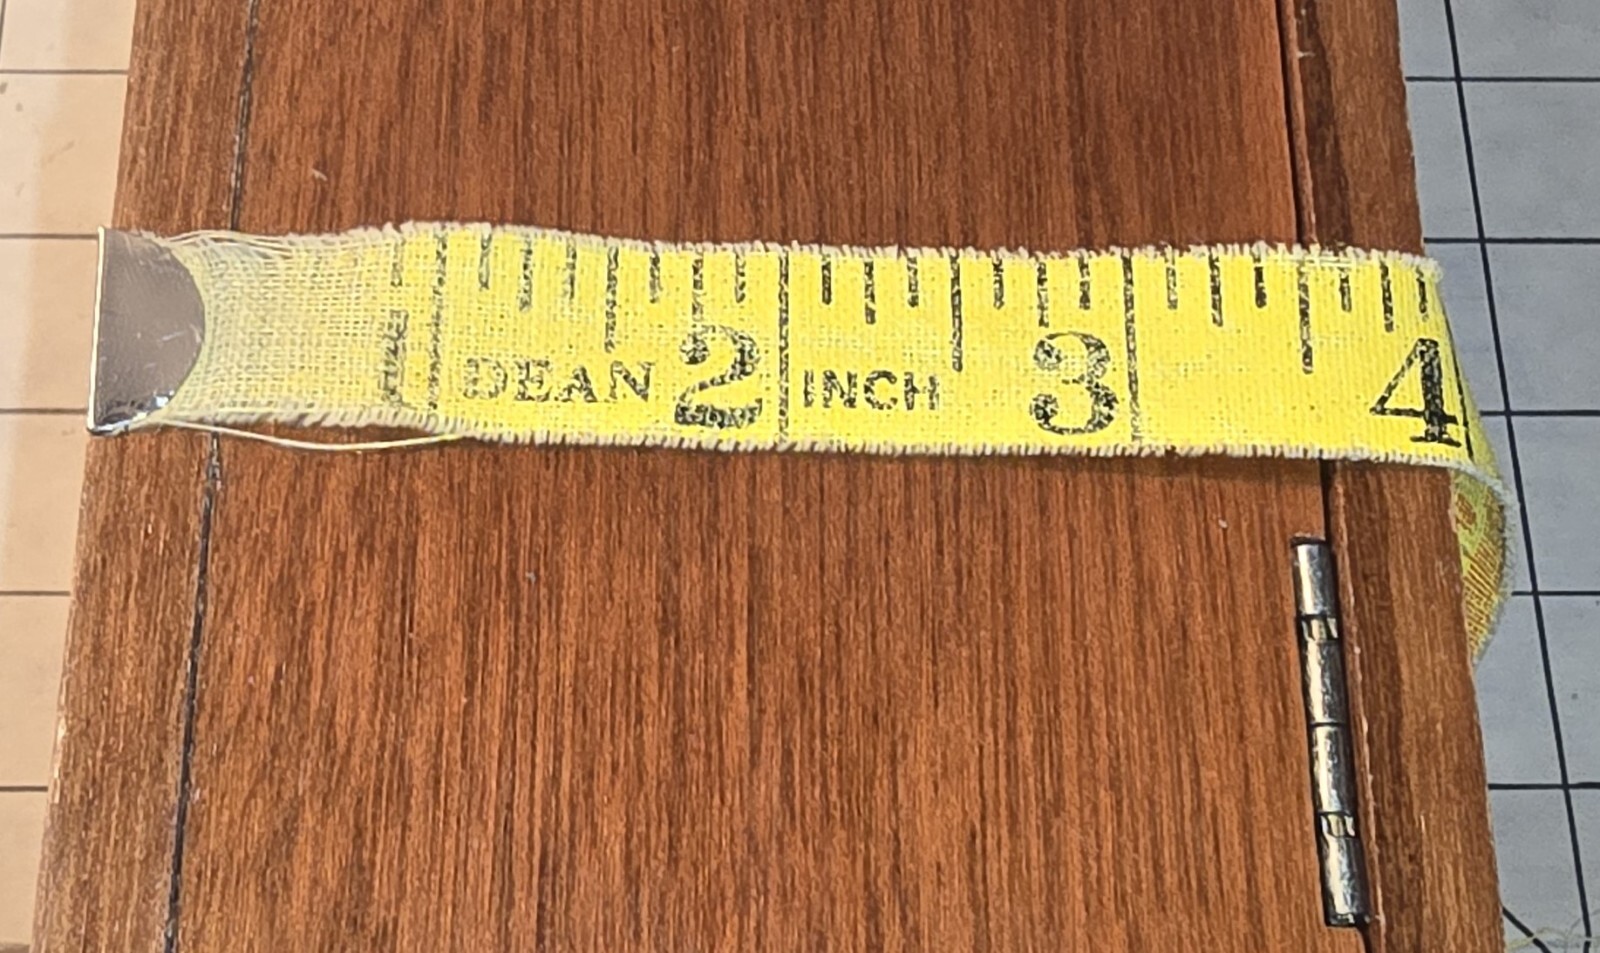 DEAN 2 INCH 3 4